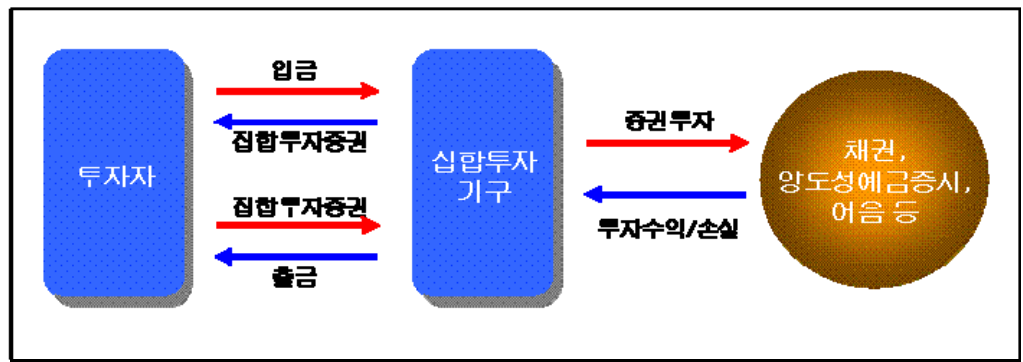 입금
집합투자증권
투자자
집합투자증권
출금
집합투자
기구
증권투자
투자수익/손실
채권,
양도성예금증서,
어음 등